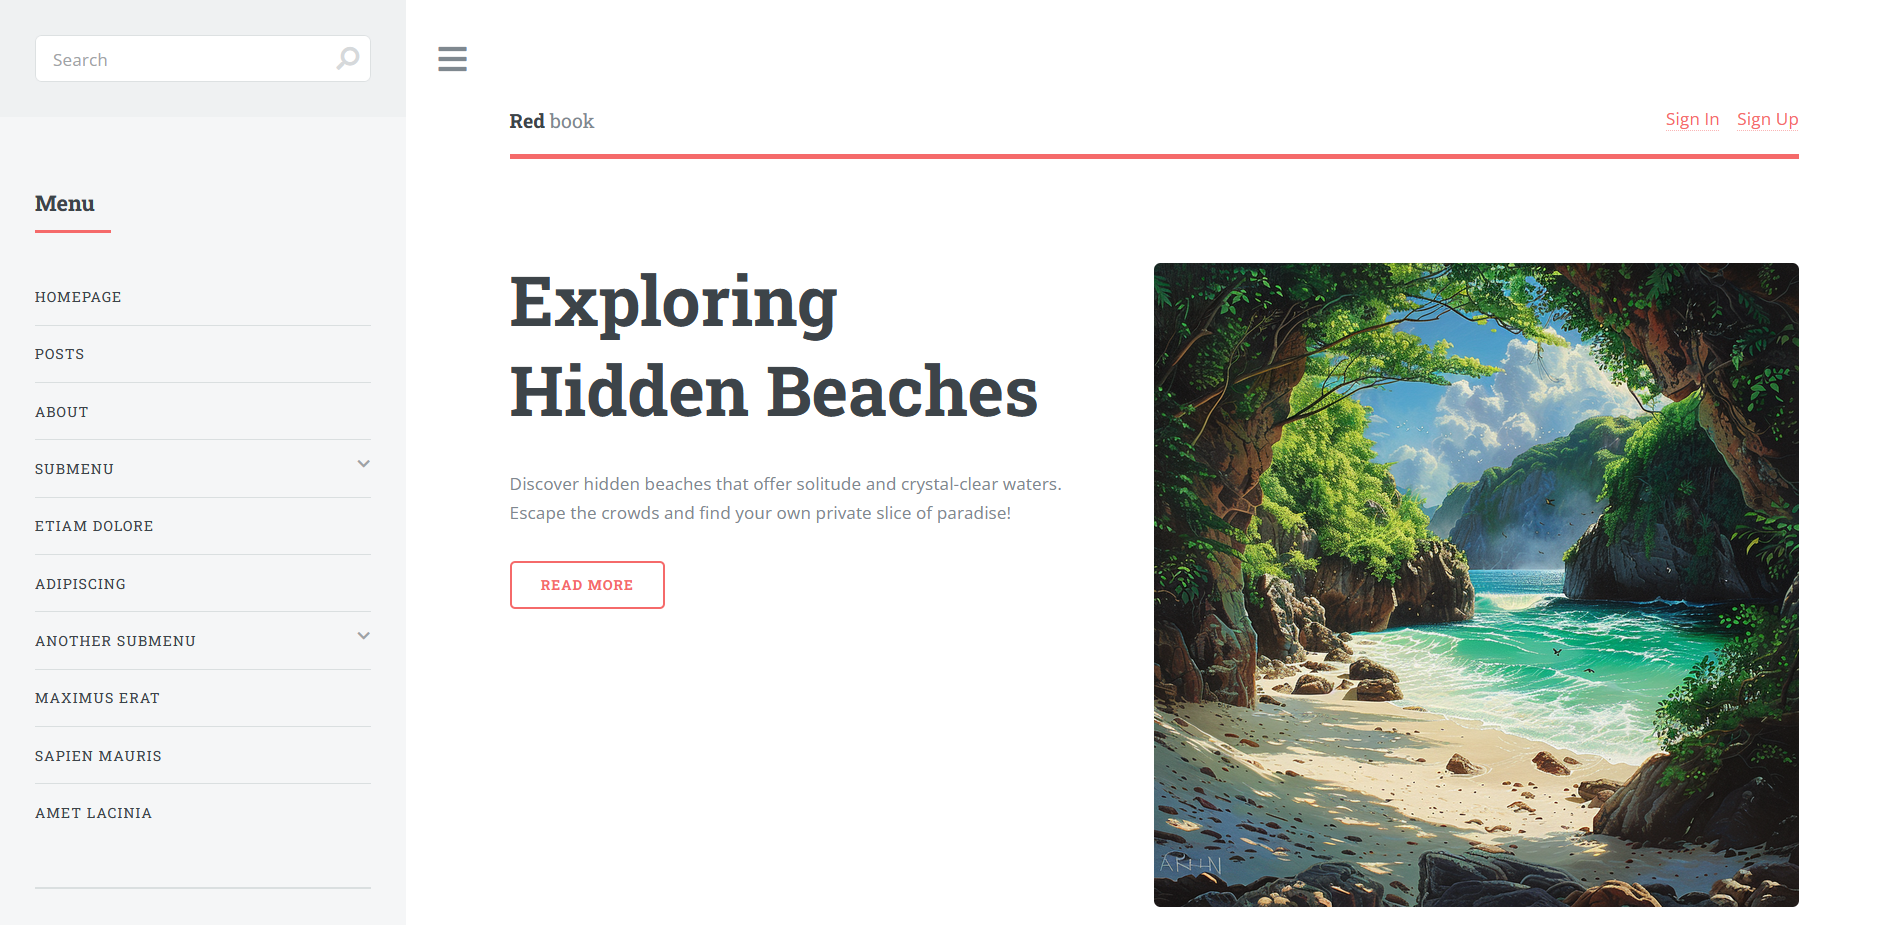 Search
Menu
HOMEPAGE
POSTS
ABOUT
SUBMENU
ETIAM DOLORE
ADIPISCING
ANOTHER SUBMENU
MAXIMUS ERAT
SAPIEN MAURIS
AMET LACINIA
Red book
Sign In Sign Up
Exploring
Hidden Beaches
Discover hidden beaches that offer solitude and crystal-clear waters.
Escape the crowds and find your own private slice of paradise!
READ MORE